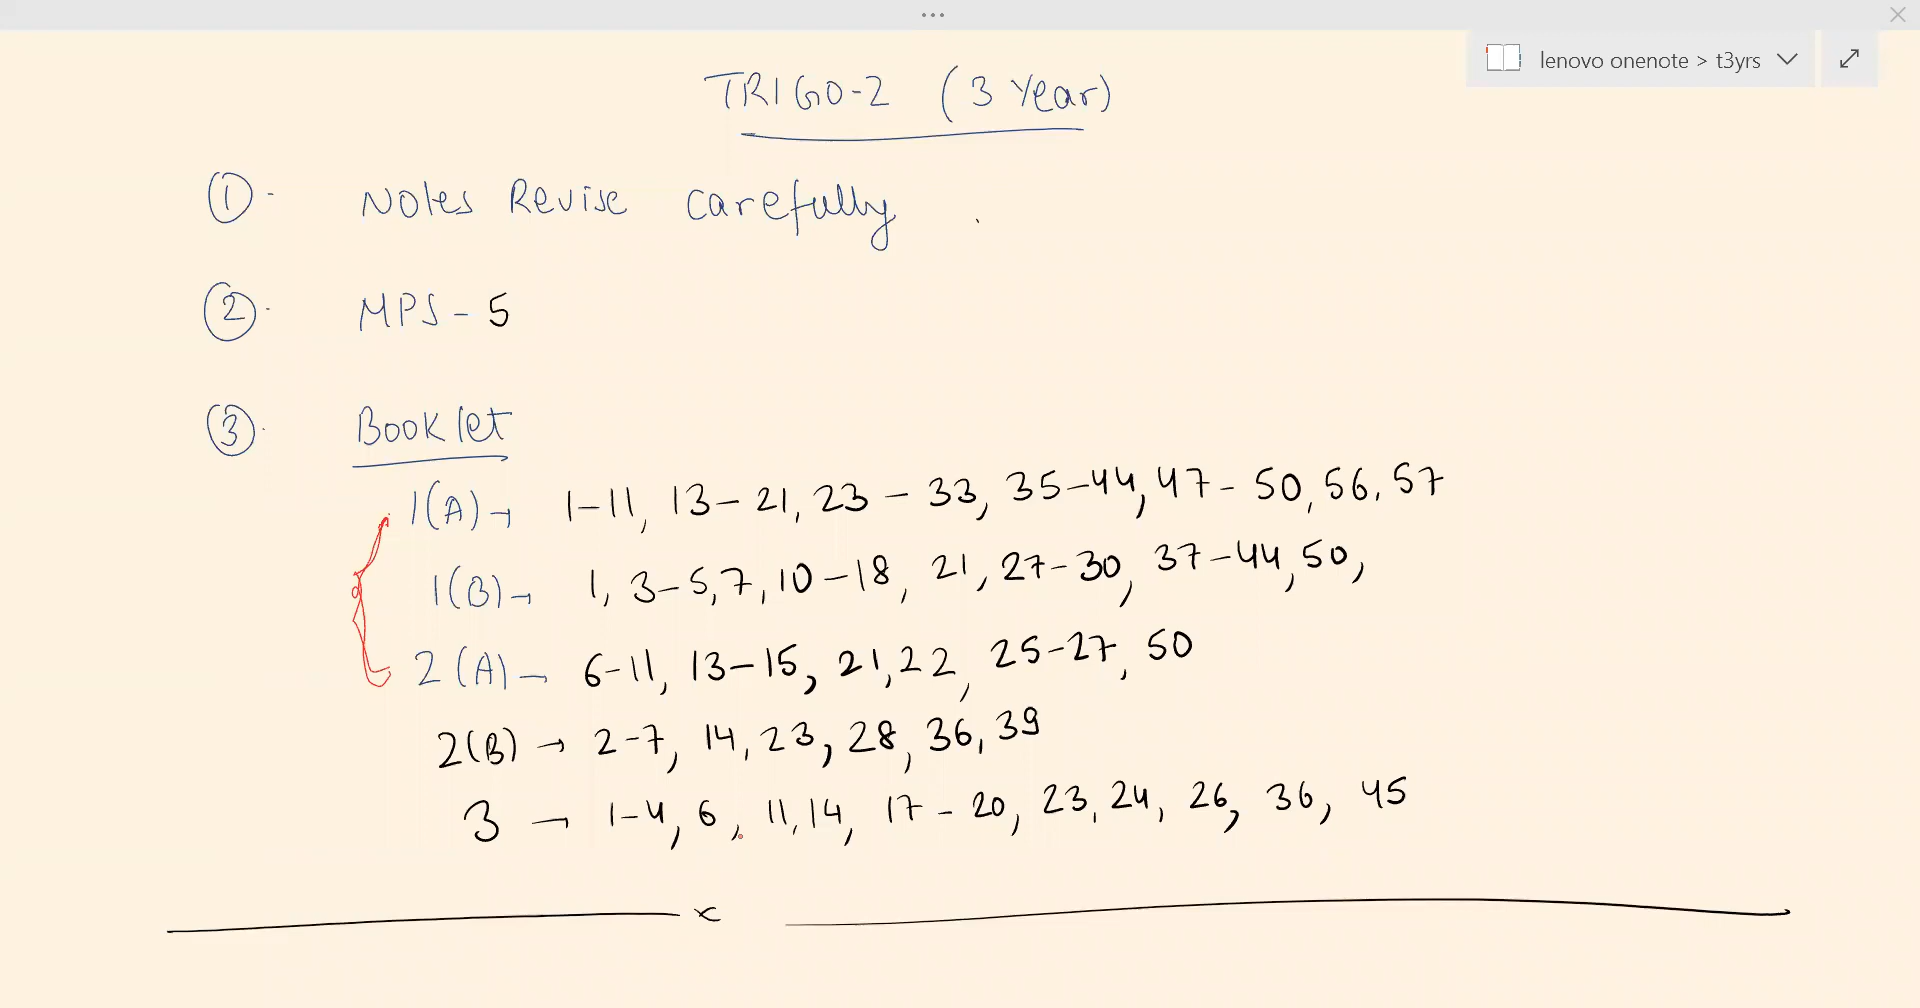 ...
lenovo onenote > t3yrs
TRIGO-2 (3 Year)
① Notes Revise carefully
② MPS - 5
③ Booklet
1(A) → 1-11, 13-21, 23-33, 35-44, 47-50, 56, 57
1(B) → 1, 3-5, 7, 10-18, 21, 27-30, 37-44, 50,
2(A) → 6-11, 13-15, 21, 22, 25-27, 50
2(B) → 2-7, 14, 23, 28, 36, 39
3 → 1-4, 6, 11, 14, 17-20, 23, 24, 26, 36, 45
x